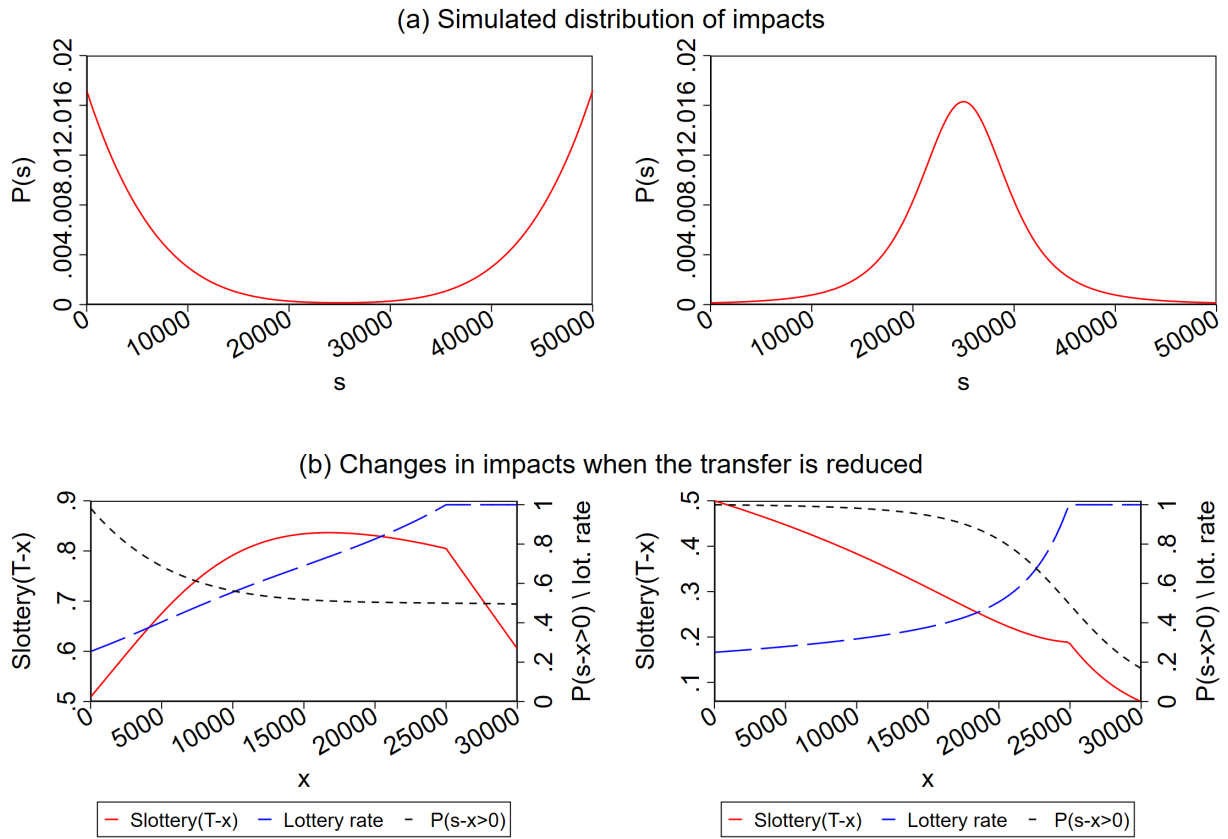 (a) Simulated distribution of impacts
P(s)
0 .004 .008 .012 .016 .02
0 10000 20000 30000 40000 50000
s
P(s)
0 .004 .008 .012 .016 .02
0 10000 20000 30000 40000 50000
s
(b) Changes in impacts when the transfer is reduced
Slottery(T-x)
.5 .6 .7 .8 .9
0 .2 .4 .6 .8 1
P(s-x>0) \ lot. rate
0 5000 10000 15000 20000 25000 30000
x
Slottery(T-x) Lottery rate P(s-x>0)
Slottery(T-x)
.1 .2 .3 .4 .5
0 .2 .4 .6 .8 1
P(s-x>0) \ lot. rate
0 5000 10000 15000 20000 25000 30000
x
Slottery(T-x) Lottery rate P(s-x>0)